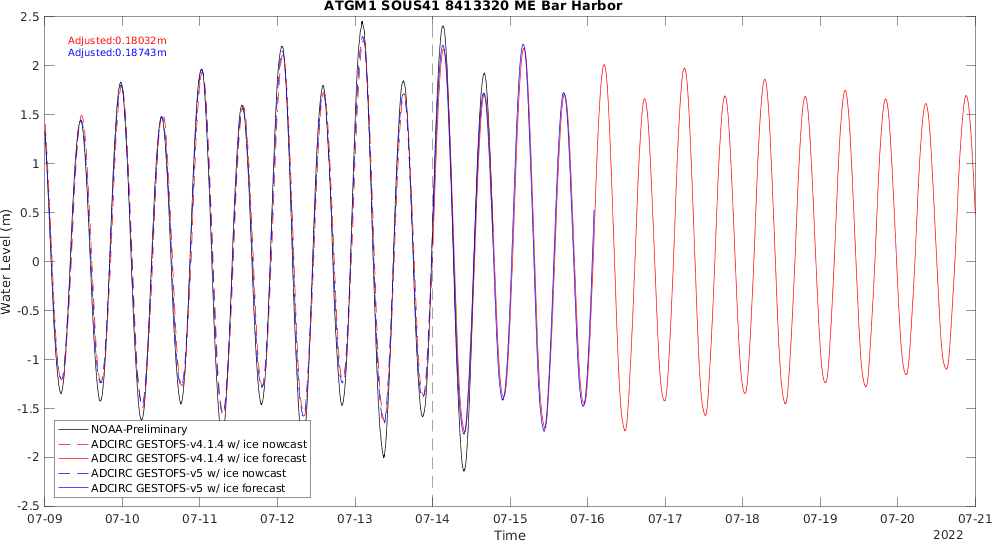 ATGM1 SOUS41 8413320 ME Bar Harbor
Adjusted:0.18032m
Adjusted:0.18743m
Water Level (m)
2.5
2
1.5
1
0.5
0
-0.5
-1
-1.5
-2
-2.5
NOAA-Preliminary
ADCIRC GESTOFS-v4.1.4 w/ ice nowcast
ADCIRC GESTOFS-v4.1.4 w/ ice forecast
ADCIRC GESTOFS-v5 w/ ice nowcast
ADCIRC GESTOFS-v5 w/ ice forecast
07-09 07-10 07-11 07-12 07-13 07-14 07-15 07-16 07-17 07-18 07-19 07-20 07-21
Time
2022